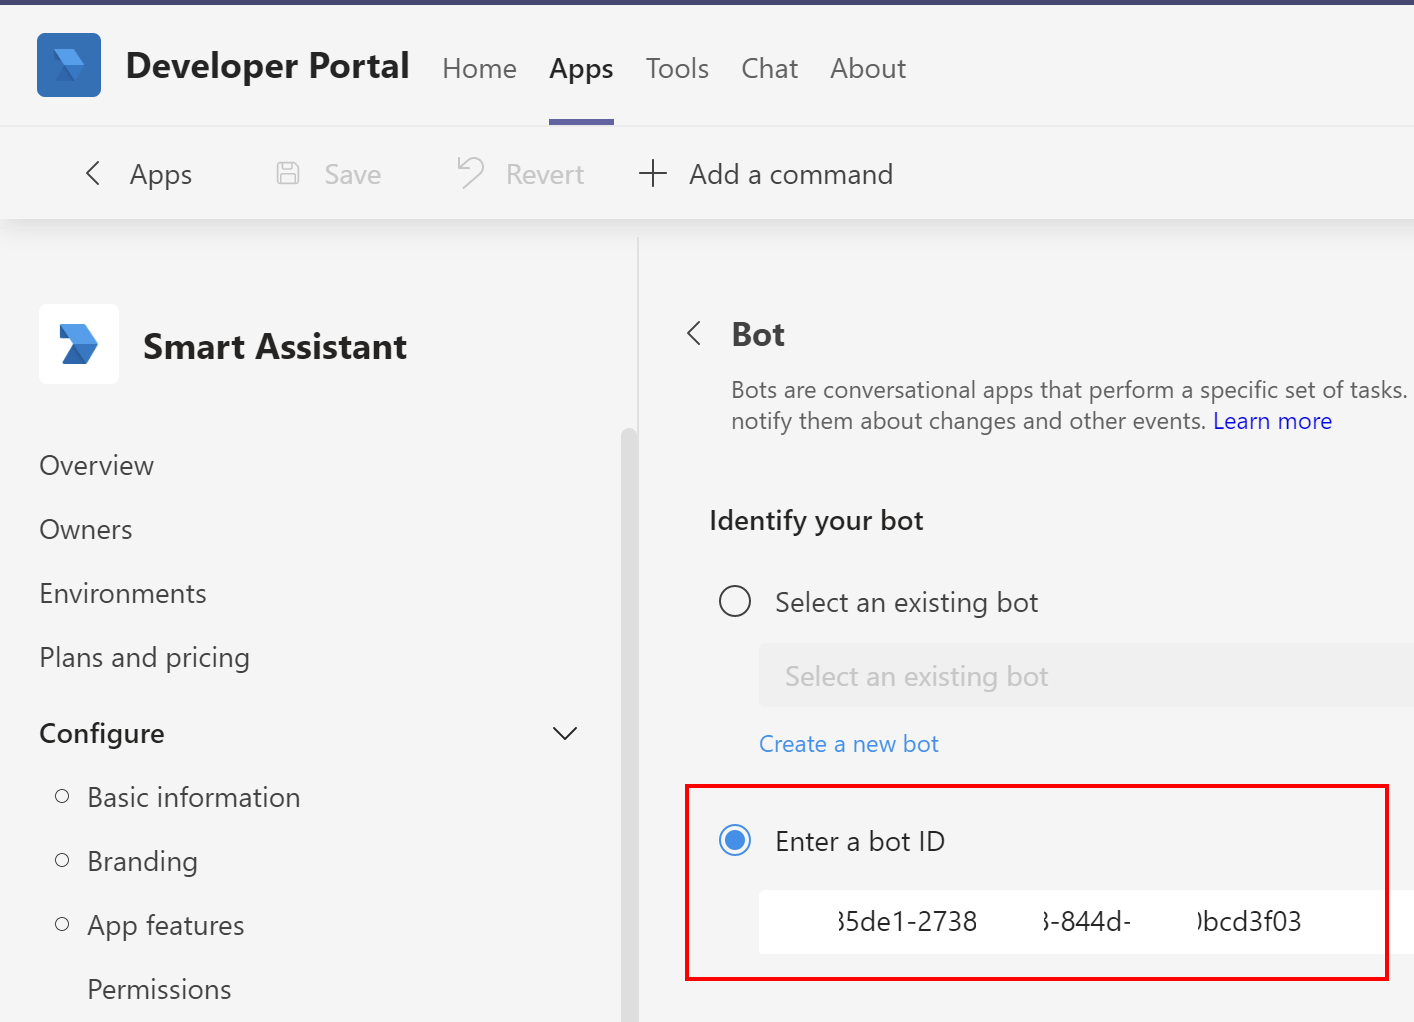 Developer Portal Home Apps Tools Chat About
Apps Save Revert Add a command
Smart Assistant
Overview
Owners
Environments
Plans and pricing
Configure
Basic information
Branding
App features
Permissions
Bot
Bots are conversational apps that perform a specific set of tasks.
notify them about changes and other events. Learn more
Identify your bot
Select an existing bot
Select an existing bot
Create a new bot
Enter a bot ID
5de1-2738 -844d- bcd3f03